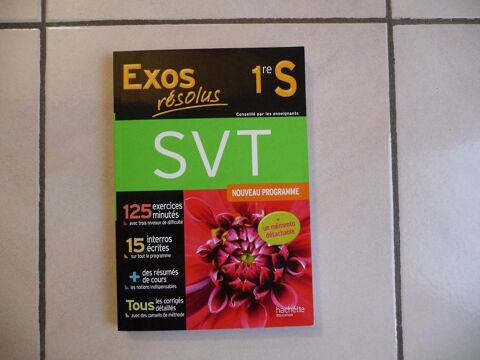 Exos 1re S
résolus
Conseillé par les enseignants
SVT
NOUVEAU PROGRAMME
125 exercices minutés
avec trois niveaux de difficulté
+
un mémento
détachable
15 interros écrites
sur tout le programme
+ des résumés de cours
les notions indispensables
Tous les corrigés détaillés
avec des conseils de méthode
hachette
ÉDUCATION